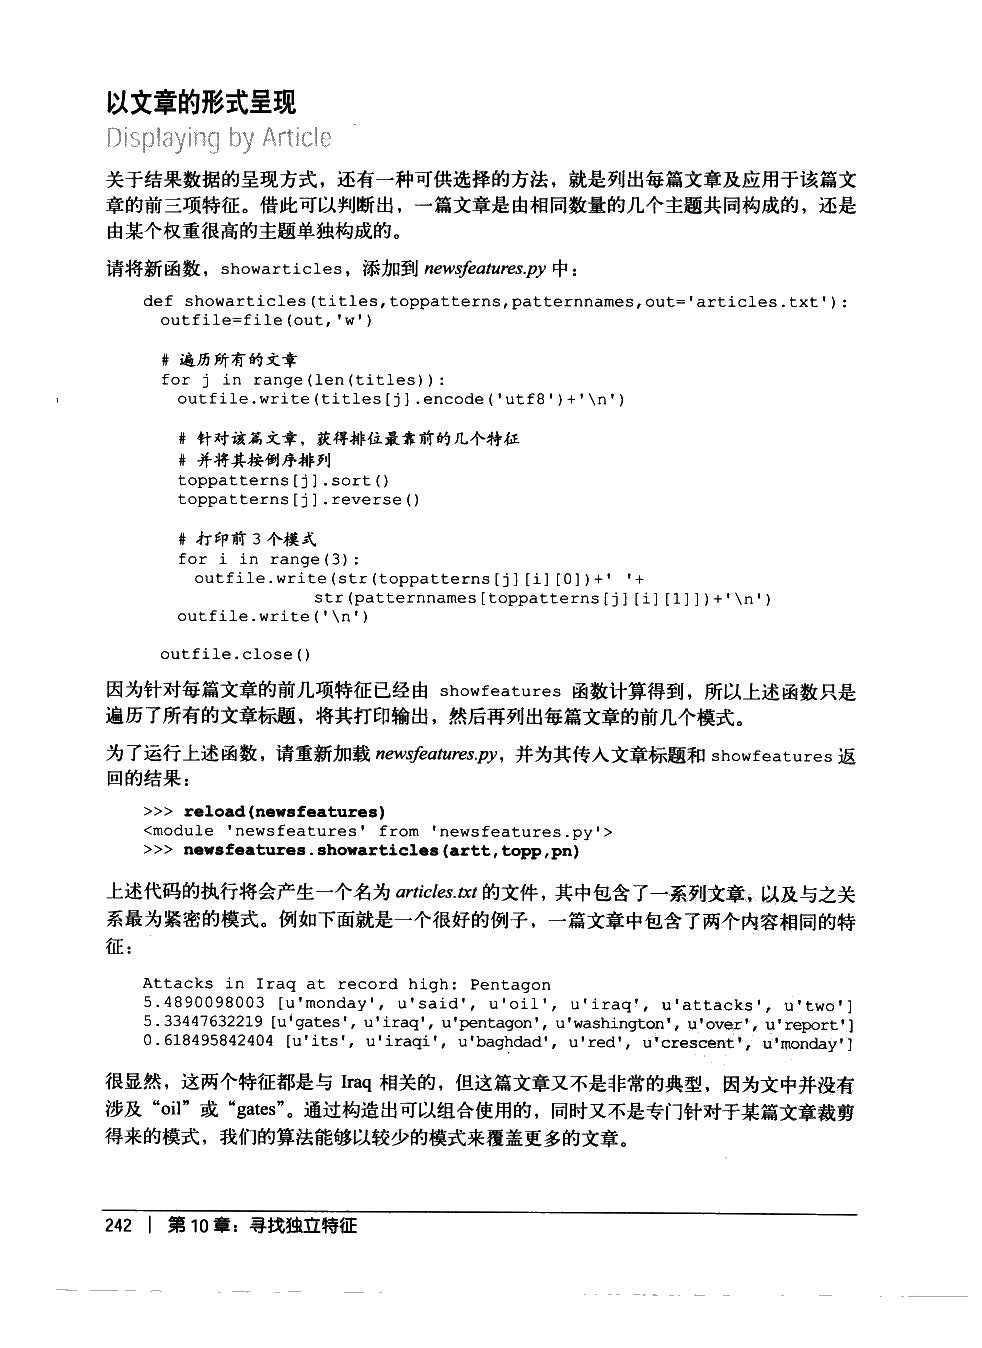 以文章的形式呈现
Displaying by Article
关于结果数据的呈现方式，还有一种可供选择的方法，就是列出每篇文章及应用于该篇文
章的前三项特征。借此可以判断出，一篇文章是由相同数量的几个主题共同构成的，还是
由某个权重很高的主题单独构成的。
请将新函数，showarticles，添加到 newsfeatures.py 中：
def showarticles(titles,toppatterns,patternnames,out='articles.txt'):
  outfile=file(out,'w')
  # 遍历所有的文章
  for j in range(len(titles)):
    outfile.write(titles[j].encode('utf8')+'\n')
    # 针对该篇文章，获得排位最靠前的几个特征
    # 并将其按倒序排列
    toppatterns[j].sort()
    toppatterns[j].reverse()
    # 打印前 3 个模式
    for i in range(3):
      outfile.write(str(toppatterns[j][i][0])+' '+
                    str(patternnames[toppatterns[j][i][1]])+'\n')
    outfile.write('\n')
  outfile.close()
因为针对每篇文章的前几项特征已经由 showfeatures 函数计算得到，所以上述函数只是
遍历了所有的文章标题，将其打印输出，然后再列出每篇文章的前几个模式。
为了运行上述函数，请重新加载 newsfeatures.py，并为其传入文章标题和 showfeatures 返
回的结果：
>>> reload(newsfeatures)
<module 'newsfeatures' from 'newsfeatures.py'>
>>> newsfeatures.showarticles(artt,topp,pn)
上述代码的执行将会产生一个名为 articles.txt 的文件，其中包含了一系列文章，以及与之关
系最为紧密的模式。例如下面就是一个很好的例子，一篇文章中包含了两个内容相同的特
征：
Attacks in Iraq at record high: Pentagon
5.4890098003 [u'monday', u'said', u'oil', u'iraq', u'attacks', u'two']
5.33447632219 [u'gates', u'iraq', u'pentagon', u'washington', u'over', u'report']
0.618495842404 [u'its', u'iraqi', u'baghdad', u'red', u'crescent', u'monday']
很显然，这两个特征都是与 Iraq 相关的，但这篇文章又不是非常的典型，因为文中并没有
涉及“oil”或“gates”。通过构造出可以组合使用的，同时又不是专门针对于某篇文章裁剪
得来的模式，我们的算法能够以较少的模式来覆盖更多的文章。
242 | 第 10 章：寻找独立特征